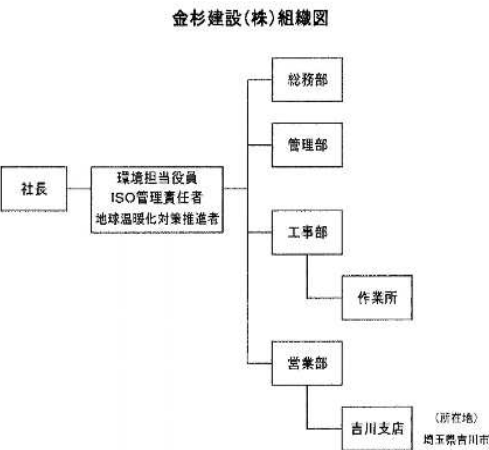 金杉建設(株)組織図
総務部
管理部
社長
環境担当役員
ISO管理責任者
地球温暖化対策推進者
工事部
作業所
営業部
吉川支店
(所在地)
埼玉県吉川市